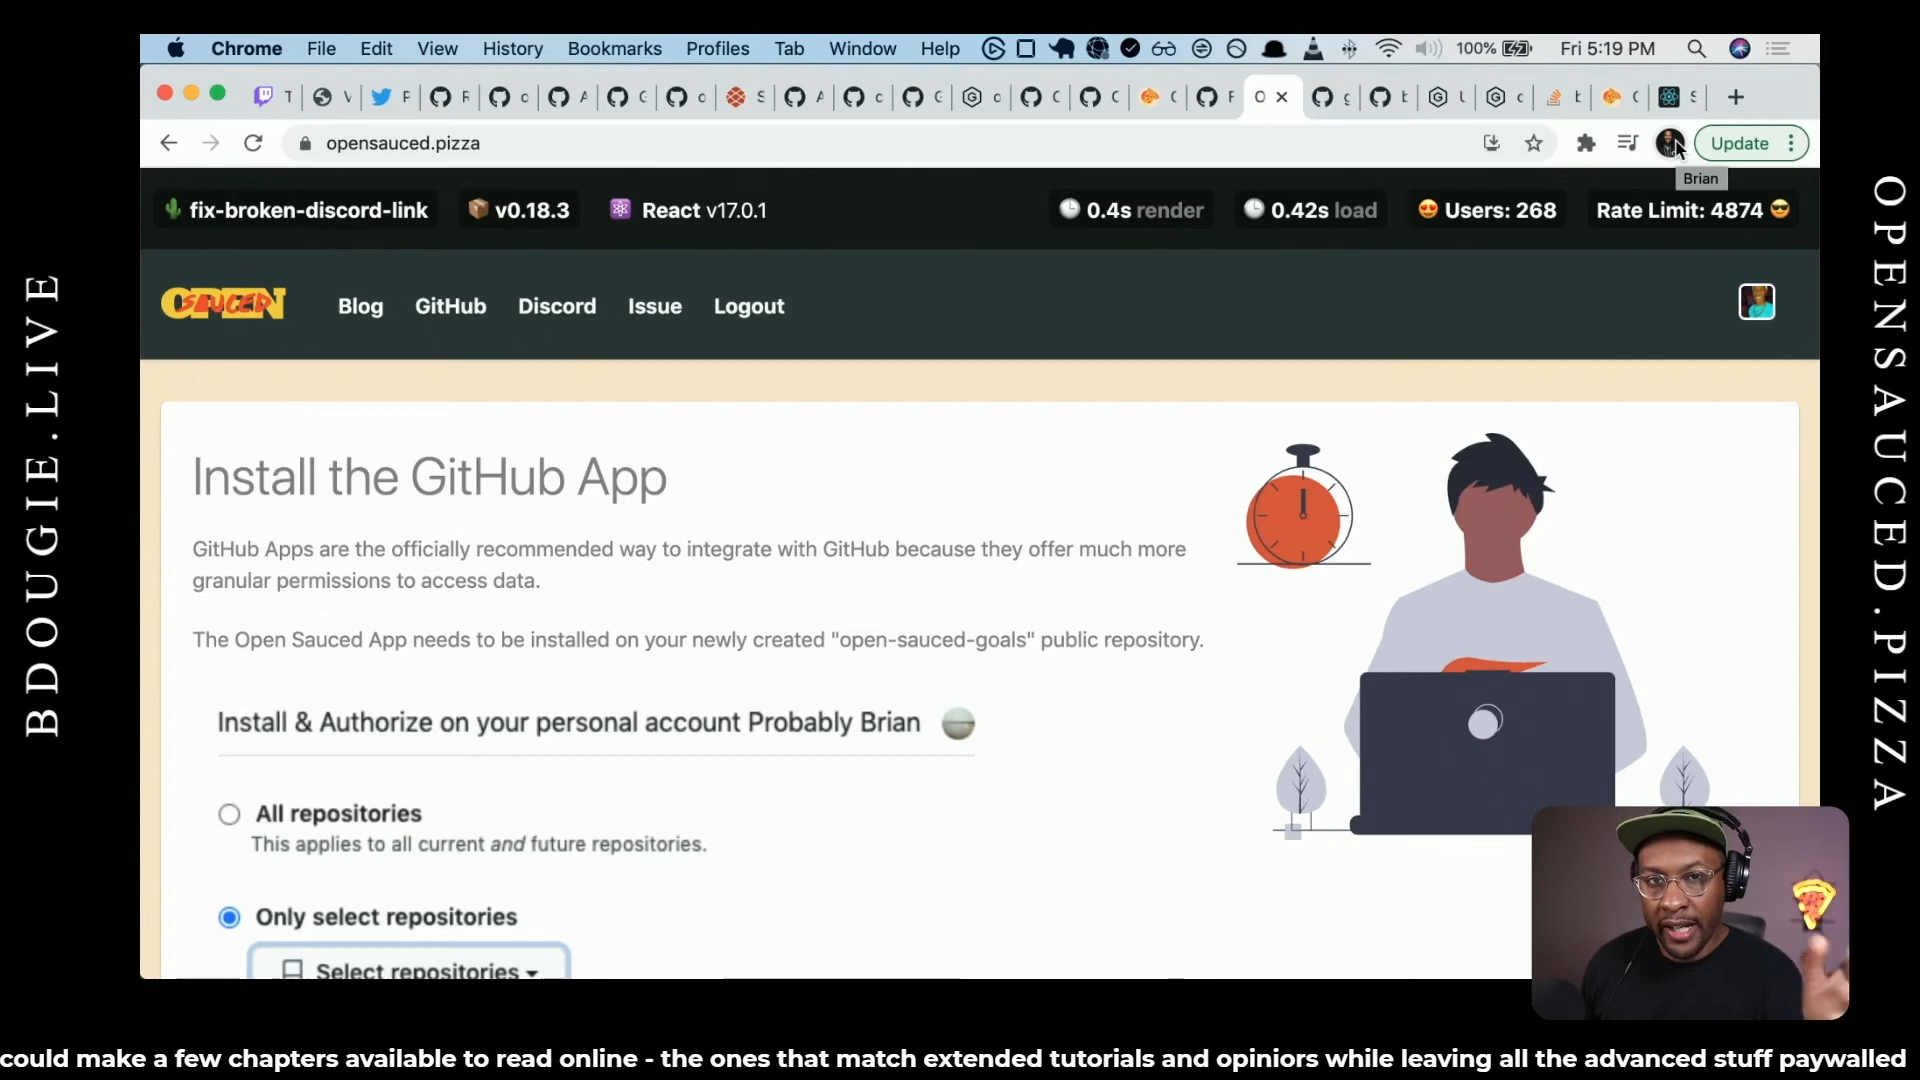 Chrome File Edit View History Bookmarks Profiles Tab Window Help 100% Fri 5:19 PM
opensauced.pizza
Update
Brian
fix-broken-discord-link v0.18.3 React v17.0.1 0.4s render 0.42s load Users: 268 Rate Limit: 4874
OPEN SAUCED Blog GitHub Discord Issue Logout
Install the GitHub App
GitHub Apps are the officially recommended way to integrate with GitHub because they offer much more
granular permissions to access data.
The Open Sauced App needs to be installed on your newly created "open-sauced-goals" public repository.
Install & Authorize on your personal account Probably Brian
All repositories
This applies to all current and future repositories.
Only select repositories
Select repositories
BDOUGIE.LIVE
OPENSAUCED.PIZZA
could make a few chapters available to read online - the ones that match extended tutorials and opiniors while leaving all the advanced stuff paywalled